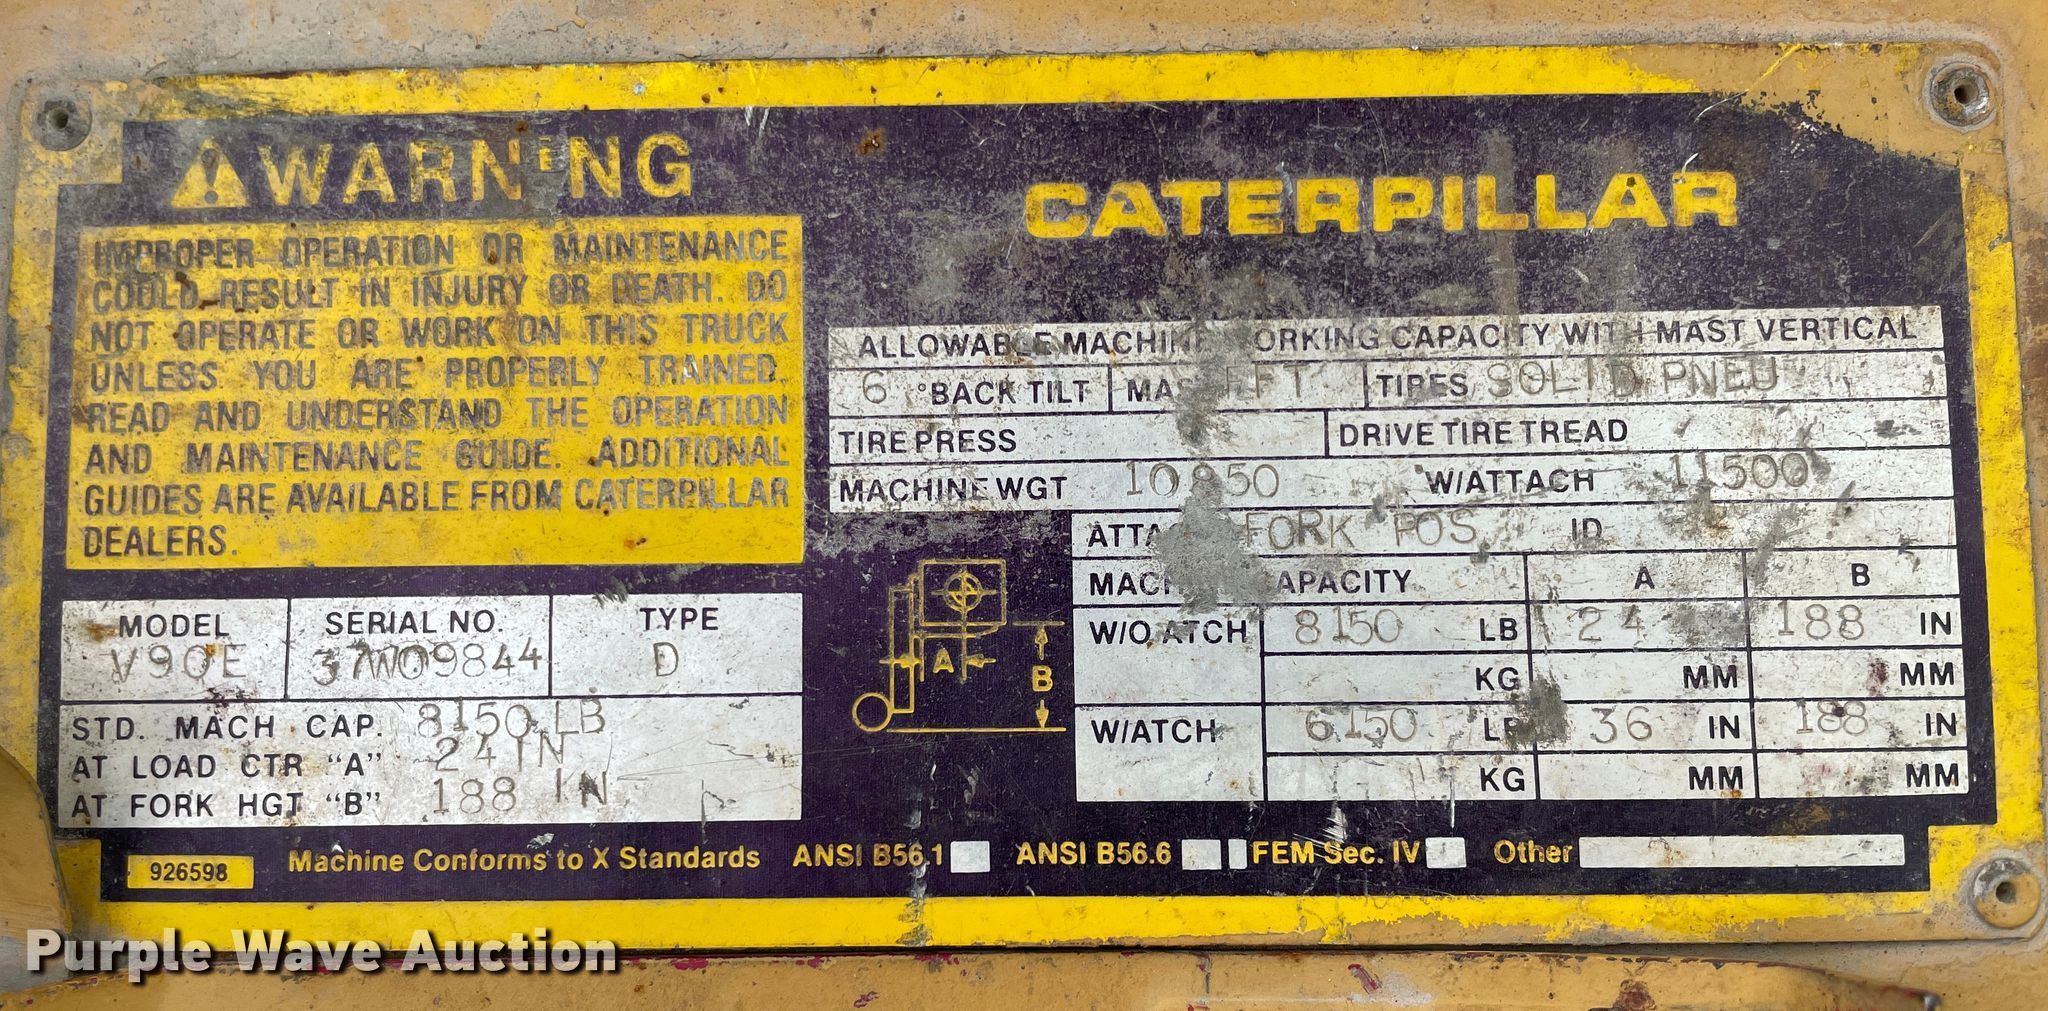 WARNING
IMPROPER OPERATION OR MAINTENANCE
COULD RESULT IN INJURY OR DEATH. DO
NOT OPERATE OR WORK ON THIS TRUCK
UNLESS YOU ARE PROPERLY TRAINED.
READ AND UNDERSTAND THE OPERATION
AND MAINTENANCE GUIDE. ADDITIONAL
GUIDES ARE AVAILABLE FROM CATERPILLAR
DEALERS.
MODEL SERIAL NO. TYPE
V90E 37W09844 D
STD. MACH CAP. 8150 LB
AT LOAD CTR "A" 24 IN
AT FORK HGT "B" 188 IN
CATERPILLAR
ALLOWABLE MACHINE WORKING CAPACITY WITH MAST VERTICAL
6 °BACK TILT TIRES SOLID PNEU
TIRE PRESS DRIVE TIRE TREAD
MACHINE WGT W/ATTACH 11500
FORK POS ID
CAPACITY A B
W/O ATCH 8150 LB 24 188 IN
KG MM MM
W/ATCH 6150 36 IN 188 IN
KG MM MM
A
B
926598 Machine Conforms to X Standards ANSI B56.1 ANSI B56.6 FEM Sec. IV Other
Purple Wave Auction